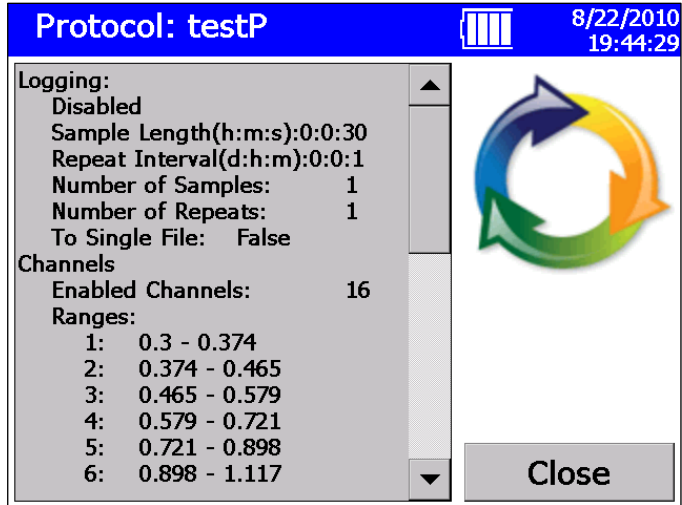 Protocol: testP
8/22/2010
19:44:29
Logging:
Disabled
Sample Length(h:m:s):0:0:30
Repeat Interval(d:h:m):0:0:1
Number of Samples: 1
Number of Repeats: 1
To Single File: False
Channels
Enabled Channels: 16
Ranges:
1: 0.3 - 0.374
2: 0.374 - 0.465
3: 0.465 - 0.579
4: 0.579 - 0.721
5: 0.721 - 0.898
6: 0.898 - 1.117
Close